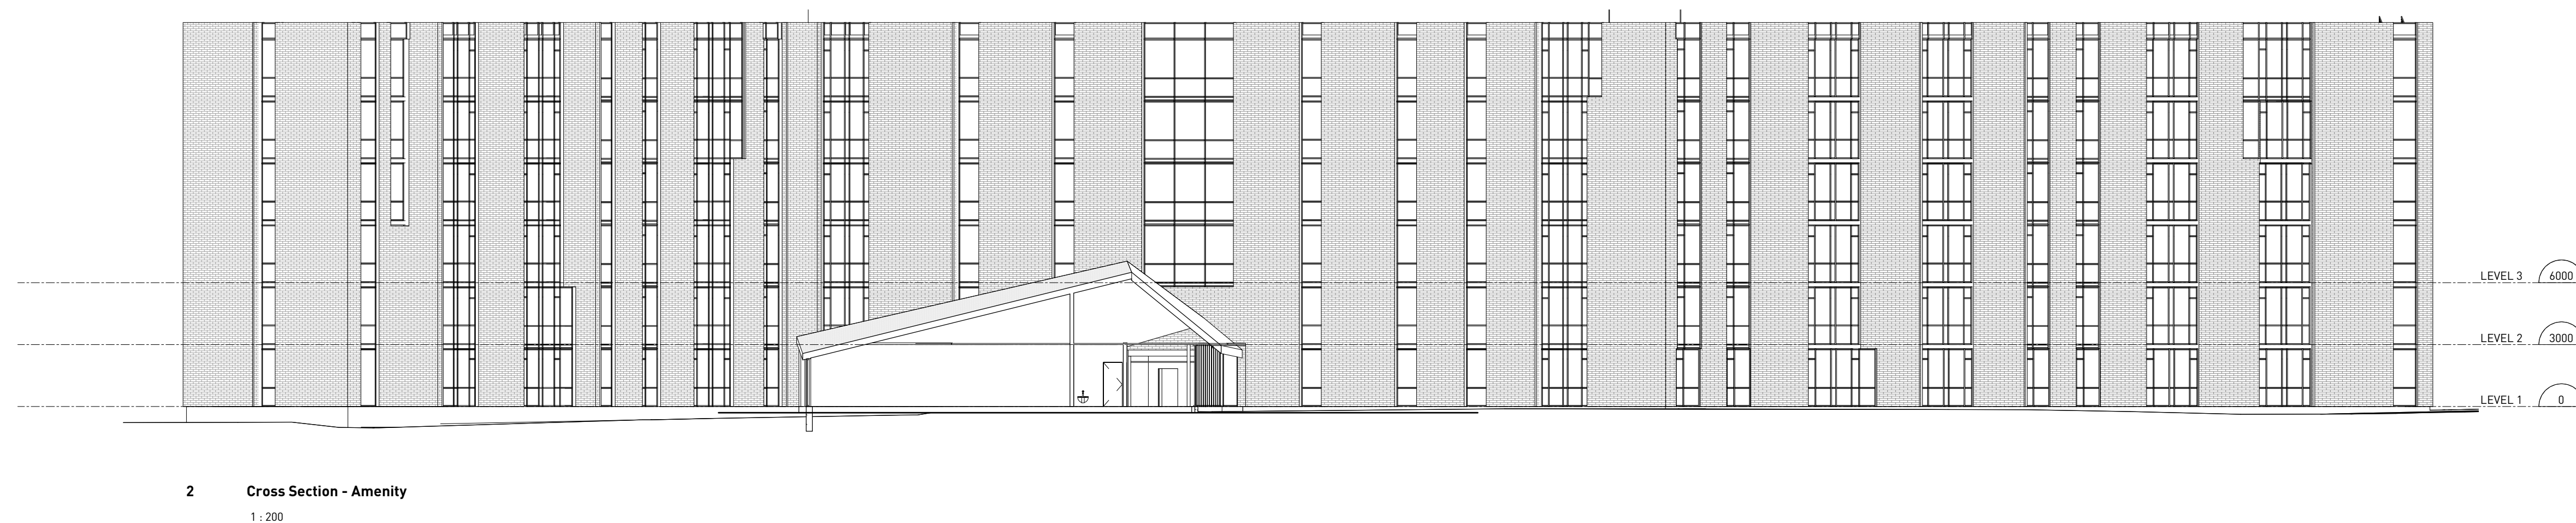 LEVEL 3 6000
LEVEL 2 3000
LEVEL 1 0
2 Cross Section - Amenity
1 : 200